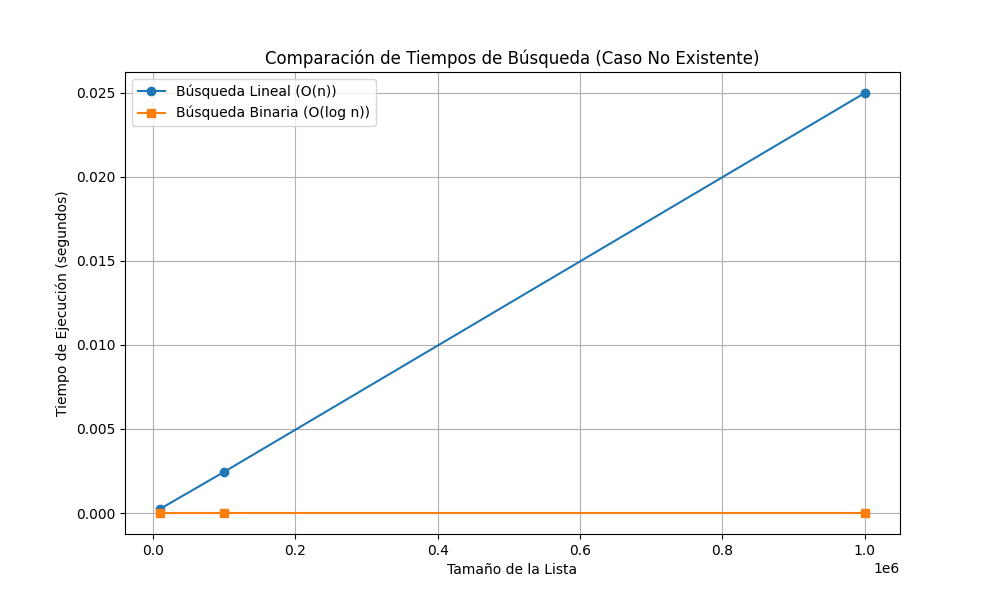 Comparación de Tiempos de Búsqueda (Caso No Existente)
Búsqueda Lineal (O(n))
Búsqueda Binaria (O(log n))
Tiempo de Ejecución (segundos)
0.025
0.020
0.015
0.010
0.005
0.000
0.0 0.2 0.4 0.6 0.8 1.0
1e6
Tamaño de la Lista